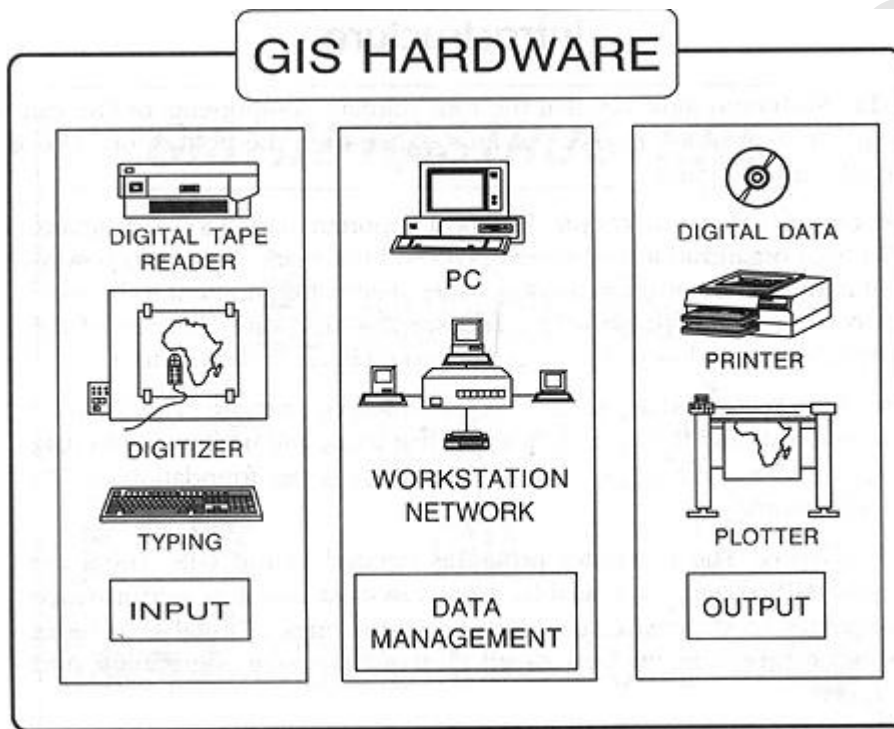 GIS HARDWARE
DIGITAL TAPE
READER
DIGITIZER
TYPING
INPUT
PC
WORKSTATION
NETWORK
DATA
MANAGEMENT
DIGITAL DATA
PRINTER
PLOTTER
OUTPUT